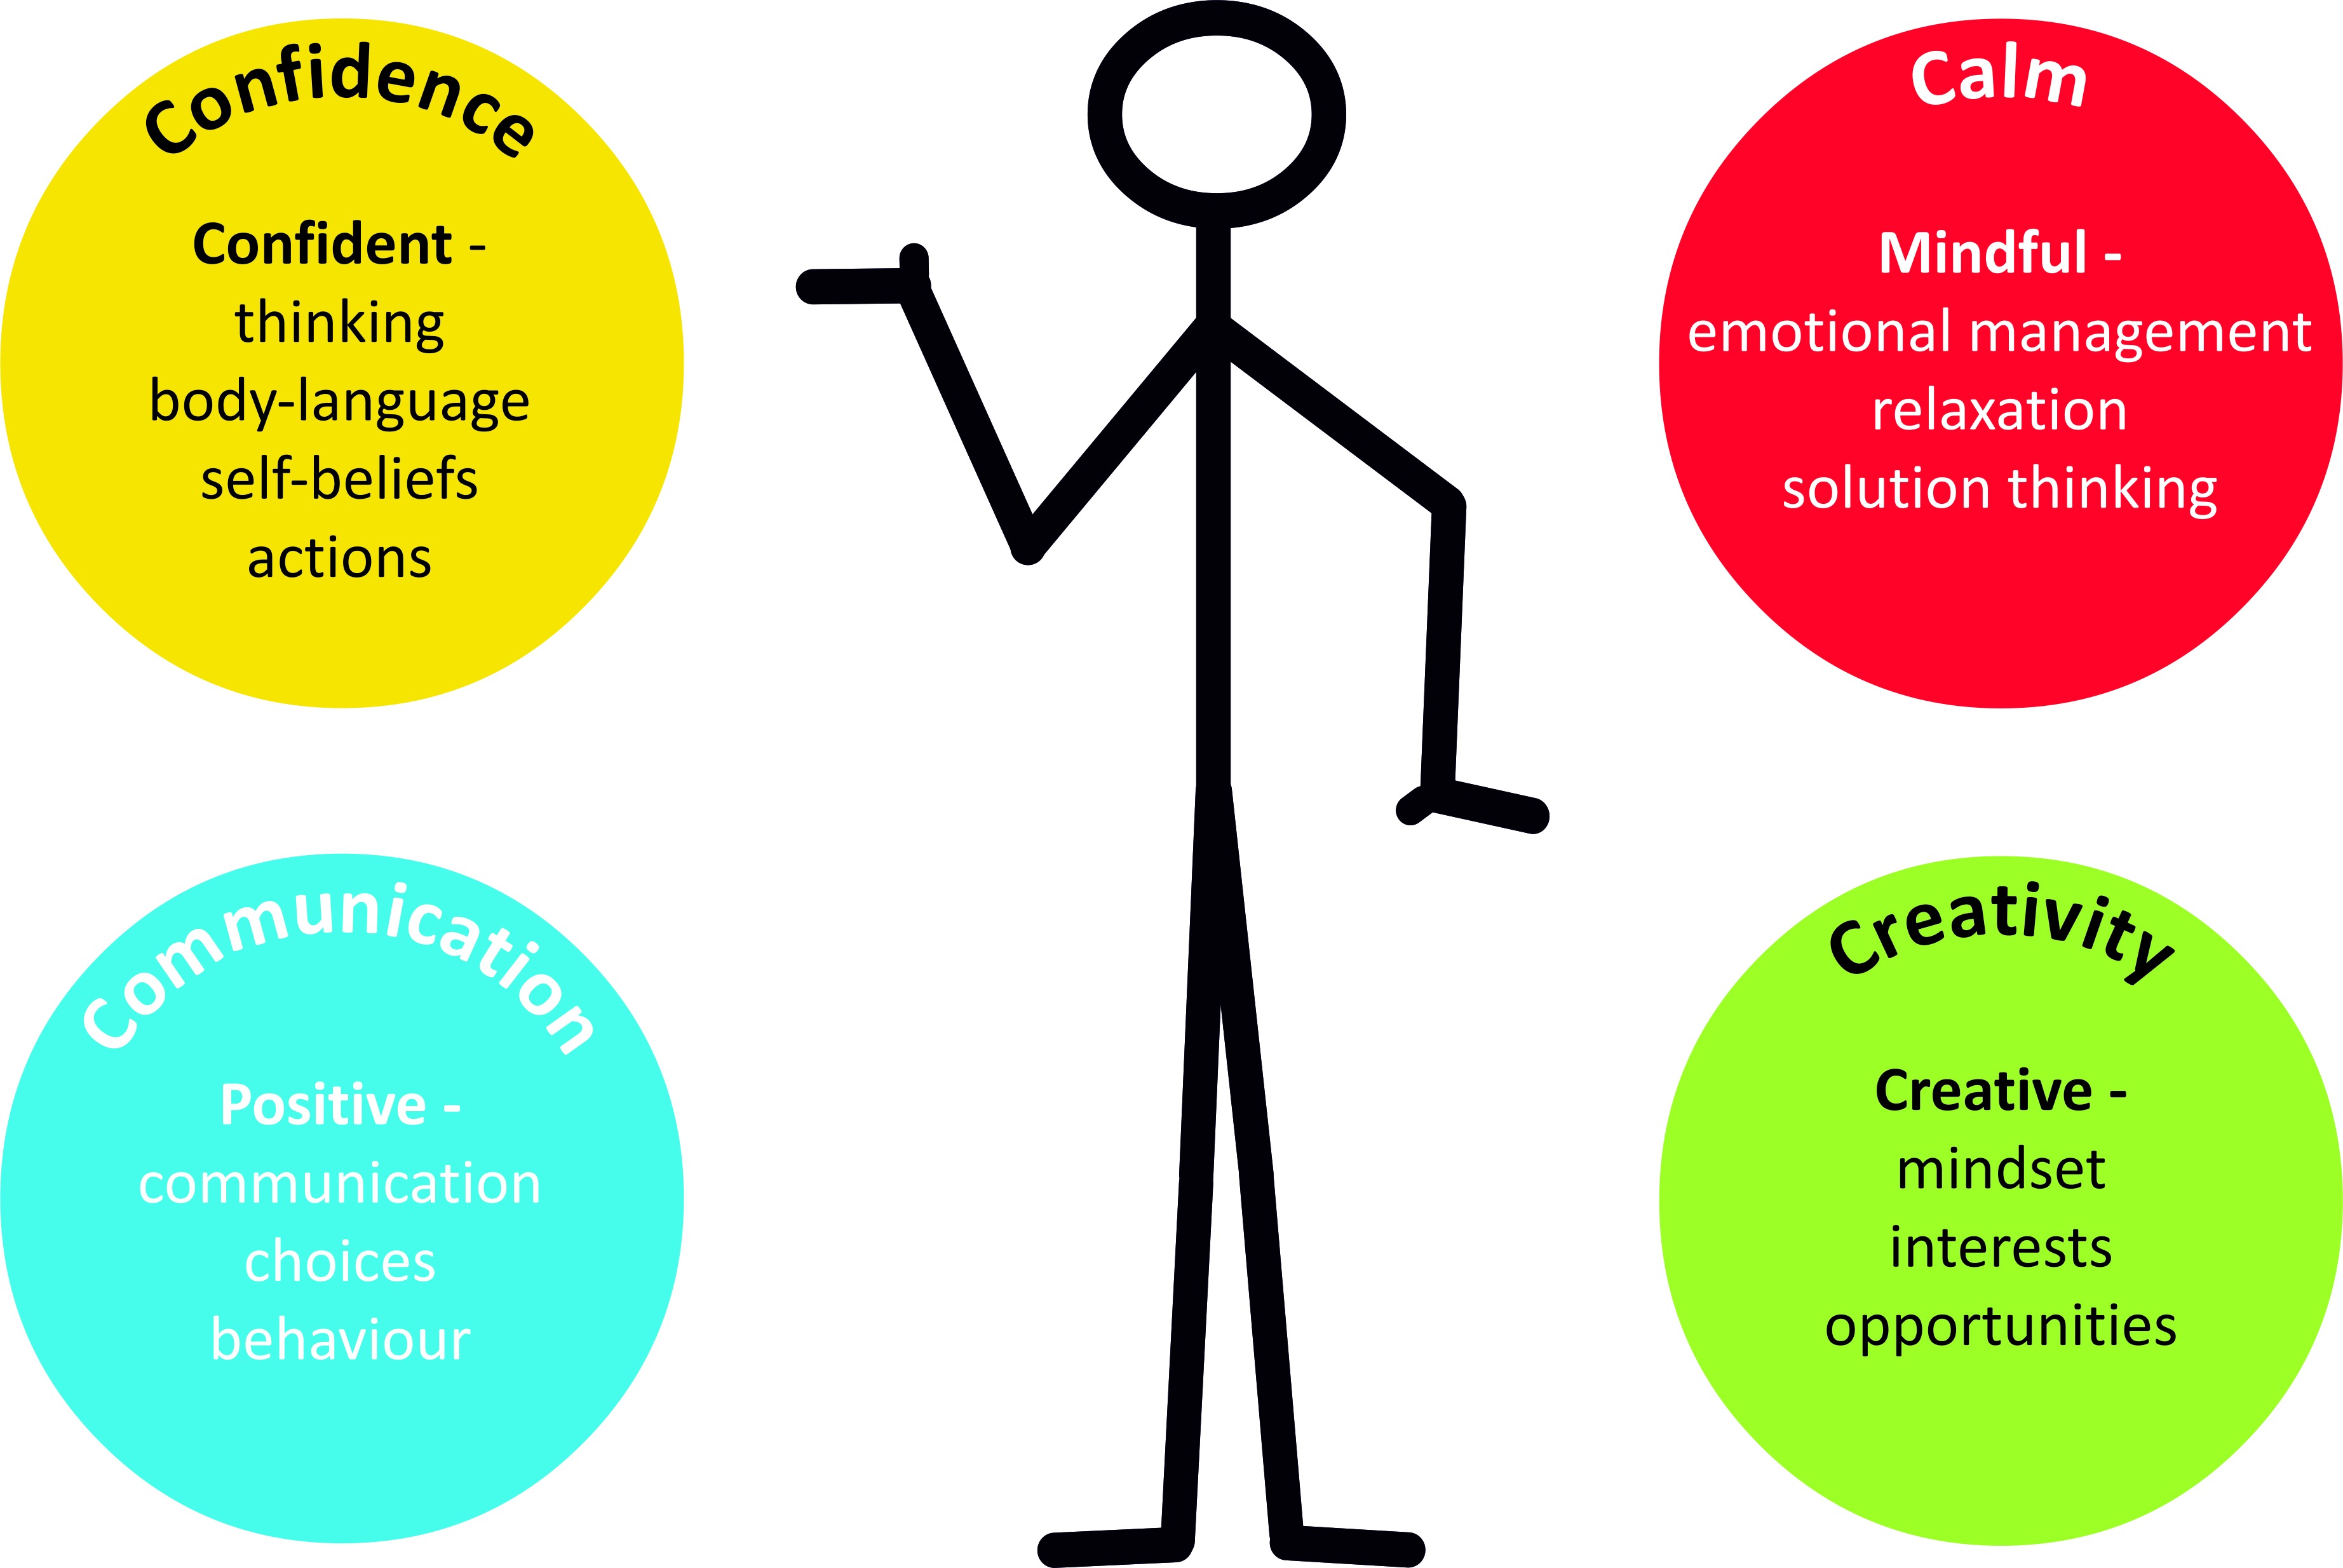 Confidence
Confident -
thinking
body-language
self-beliefs
actions
Calm
Mindful -
emotional management
relaxation
solution thinking
Communication
Positive -
communication
choices
behaviour
Creativity
Creative -
mindset
interests
opportunities